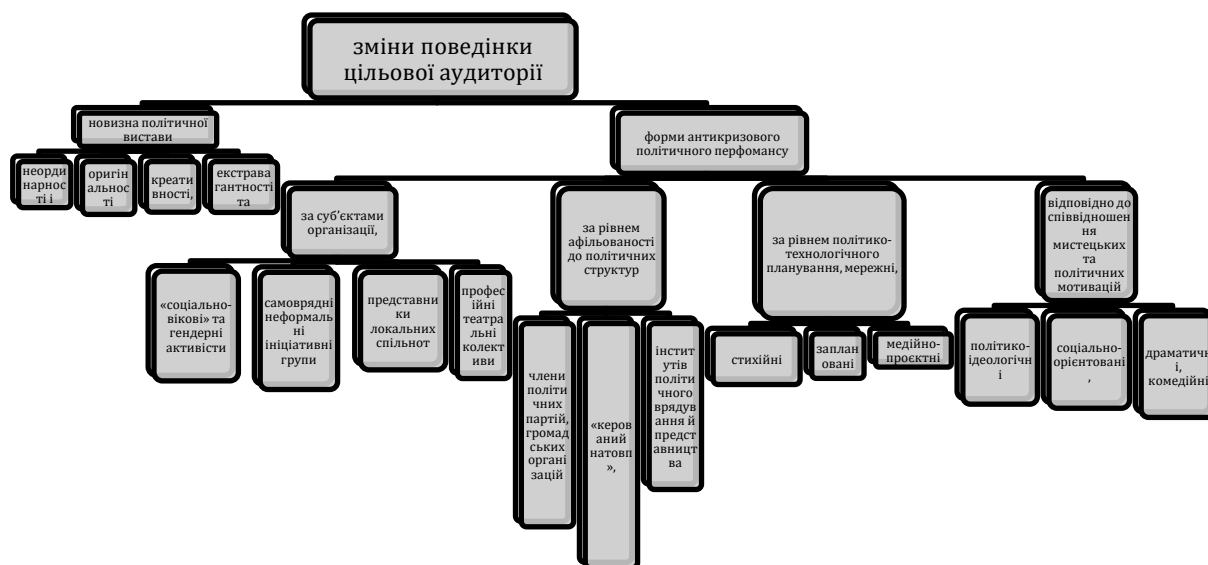 зміни поведінки
цільової аудиторії
новизна політичної
вистави
форми антикризового
політичного перфомансу
неорди
нарност
ті і
оригін
альност
ті
креати
вності,
екстрава
гантності
та
за суб’єктами
організації,
за рівнем
афільованості
до політичних
структур
за рівнем політико-
технологічного
планування, мережні,
відповідно до
співвідношен
ня
мистецьких
та
політичних
мотивацій
«соціально-
вікові» та
гендерні
активісти
самоврядні
неформаль
ні
ініціативні
групи
представни
ки
локальних
спільнот
профес
ійні
театра
льні
колект
иви
члени
політи
чних
партій,
громад
ських
органі
зацій
«керов
аний
натовп
»,
інстит
утів
політи
чного
врядув
ання й
предст
авницт
ва
стихійні
заплан
овані
медійно-
проєктні
політико-
ідеологічн
і
соціально-
орієнтовані
,
драматичн
і,
комедійні